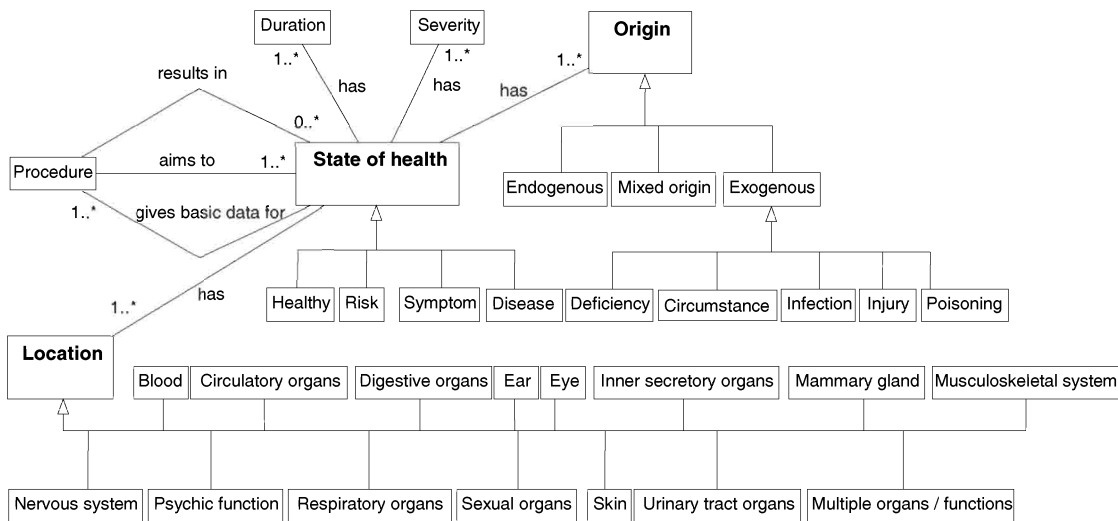 Duration
Severity
Origin
1..*
1..*
1..*
results in
has
has
has
0..*
aims to
1..*
State of health
Procedure
Endogenous
Mixed origin
Exogenous
1..*
gives basic data for
1..*
has
Healthy
Risk
Symptom
Disease
Deficiency
Circumstance
Infection
Injury
Poisoning
Location
Blood
Circulatory organs
Digestive organs
Ear
Eye
Inner secretory organs
Mammary gland
Musculoskeletal system
Nervous system
Psychic function
Respiratory organs
Sexual organs
Skin
Urinary tract organs
Multiple organs / functions